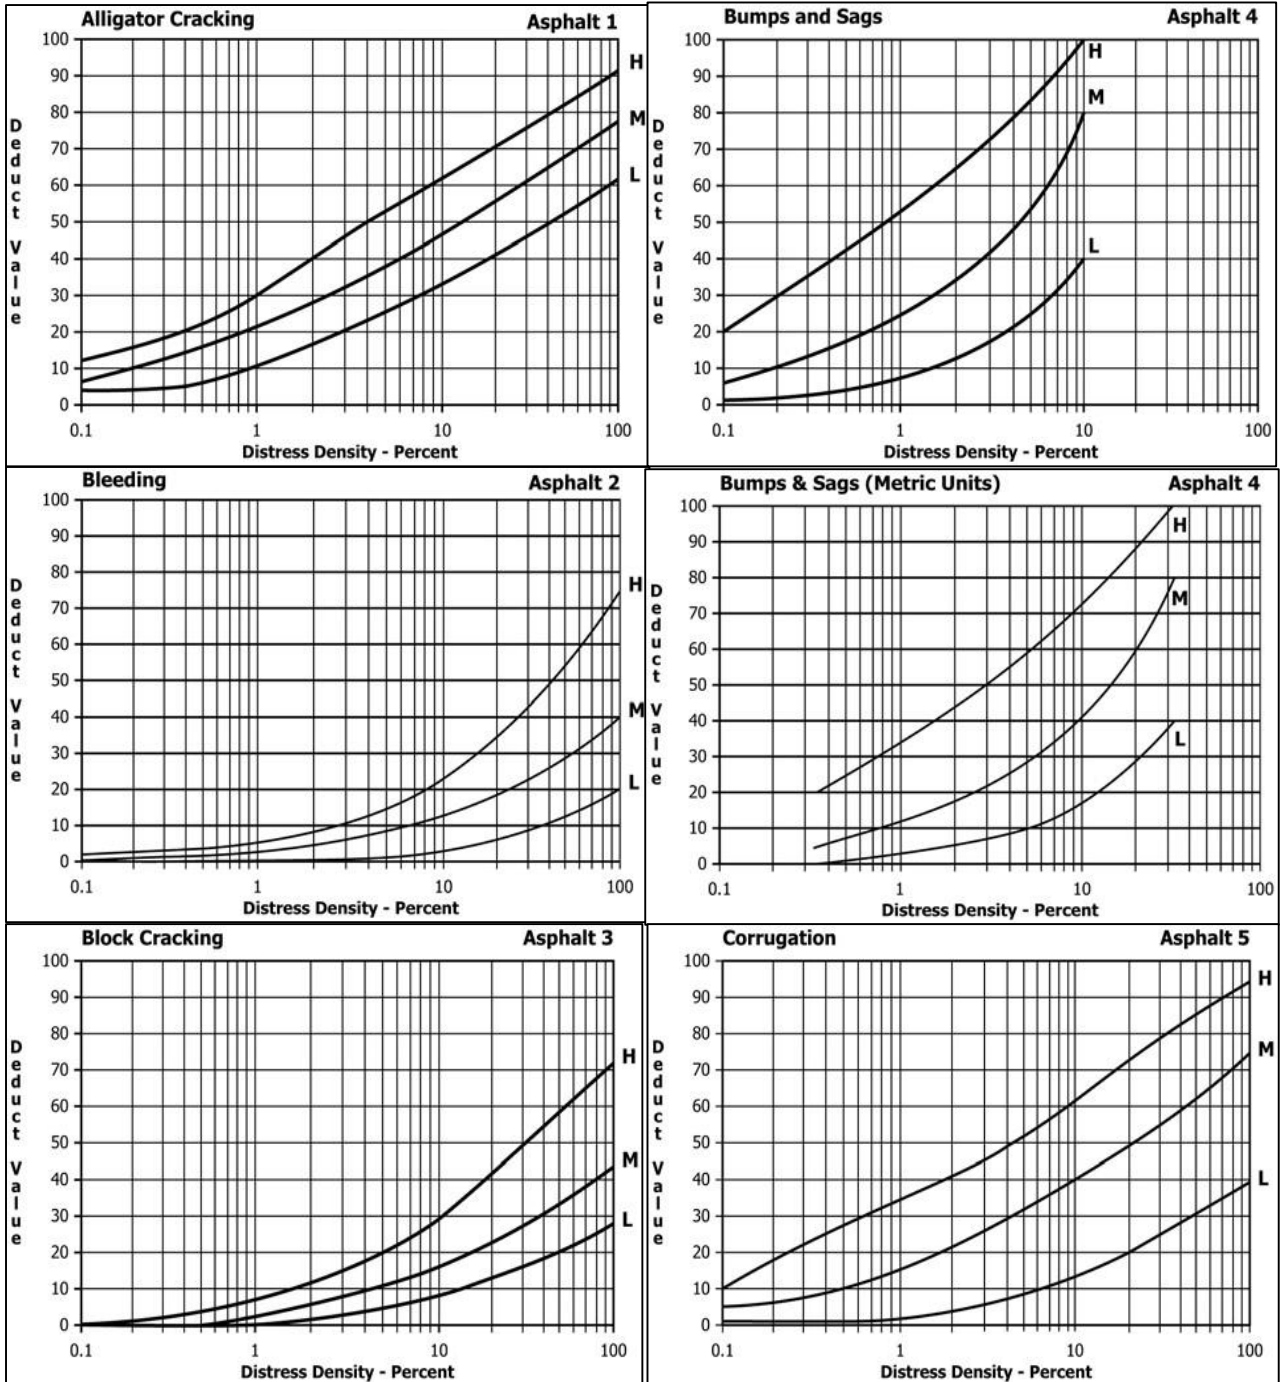 Alligator Cracking Asphalt 1
Deduct Value
100
90
80
70
60
50
40
30
20
10
0
H
M
L
0.1 1 10 100
Distress Density - Percent
Bumps and Sags Asphalt 4
Deduct Value
100
90
80
70
60
50
40
30
20
10
0
H
M
L
0.1 1 10 100
Distress Density - Percent
Bleeding Asphalt 2
Deduct Value
100
90
80
70
60
50
40
30
20
10
0
H
M
L
0.1 1 10 100
Distress Density - Percent
Bumps & Sags (Metric Units) Asphalt 4
Deduct Value
100
90
80
70
60
50
40
30
20
10
0
H
M
L
0.1 1 10 100
Distress Density - Percent
Block Cracking Asphalt 3
Deduct Value
100
90
80
70
60
50
40
30
20
10
0
H
M
L
0.1 1 10 100
Distress Density - Percent
Corrugation Asphalt 5
Deduct Value
100
90
80
70
60
50
40
30
20
10
0
H
M
L
0.1 1 10 100
Distress Density - Percent